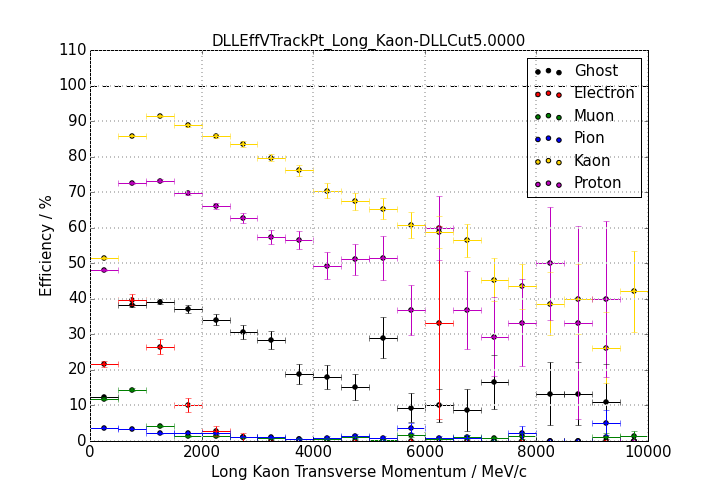 DLLEffVTrackPt_Long_Kaon-DLLCut5.0000
110
100
90
80
70
60
50
40
30
20
10
0
Efficiency / %
Ghost
Electron
Muon
Pion
Kaon
Proton
0 2000 4000 6000 8000 10000
Long Kaon Transverse Momentum / MeV/c